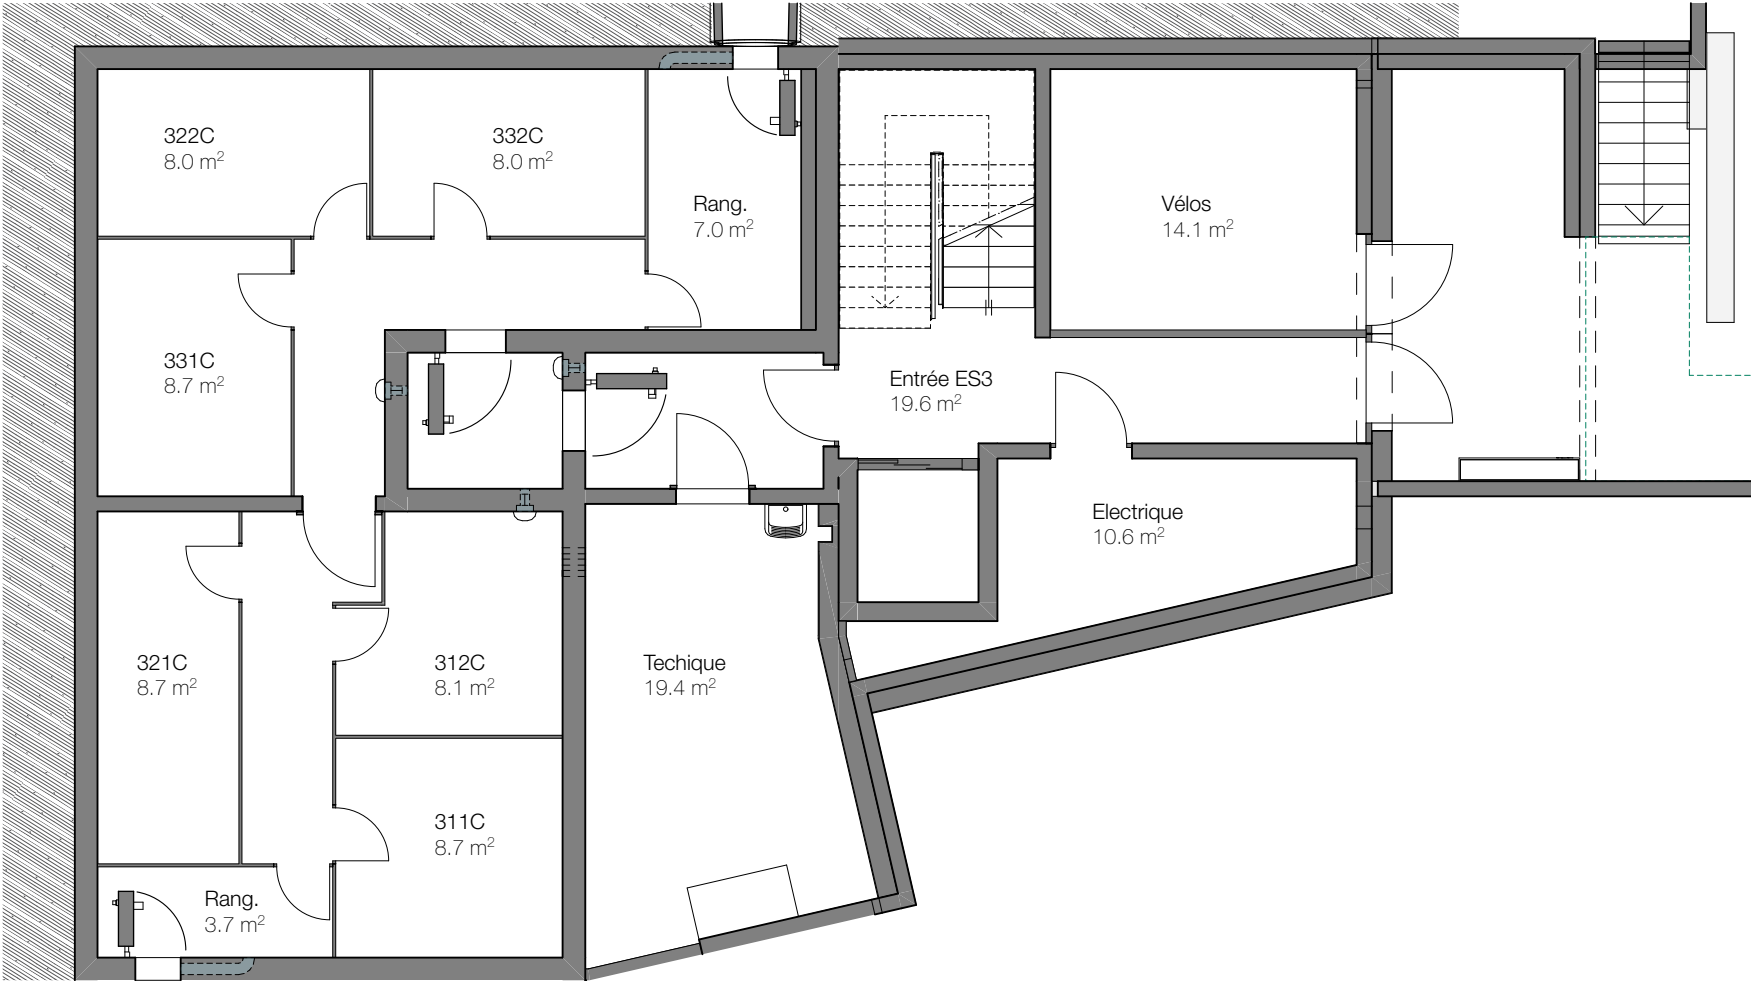 322C
8.0 m²
332C
8.0 m²
Rang.
7.0 m²
Vélos
14.1 m²
331C
8.7 m²
Entrée ES3
19.6 m²
Electrique
10.6 m²
321C
8.7 m²
312C
8.1 m²
Techique
19.4 m²
311C
8.7 m²
Rang.
3.7 m²